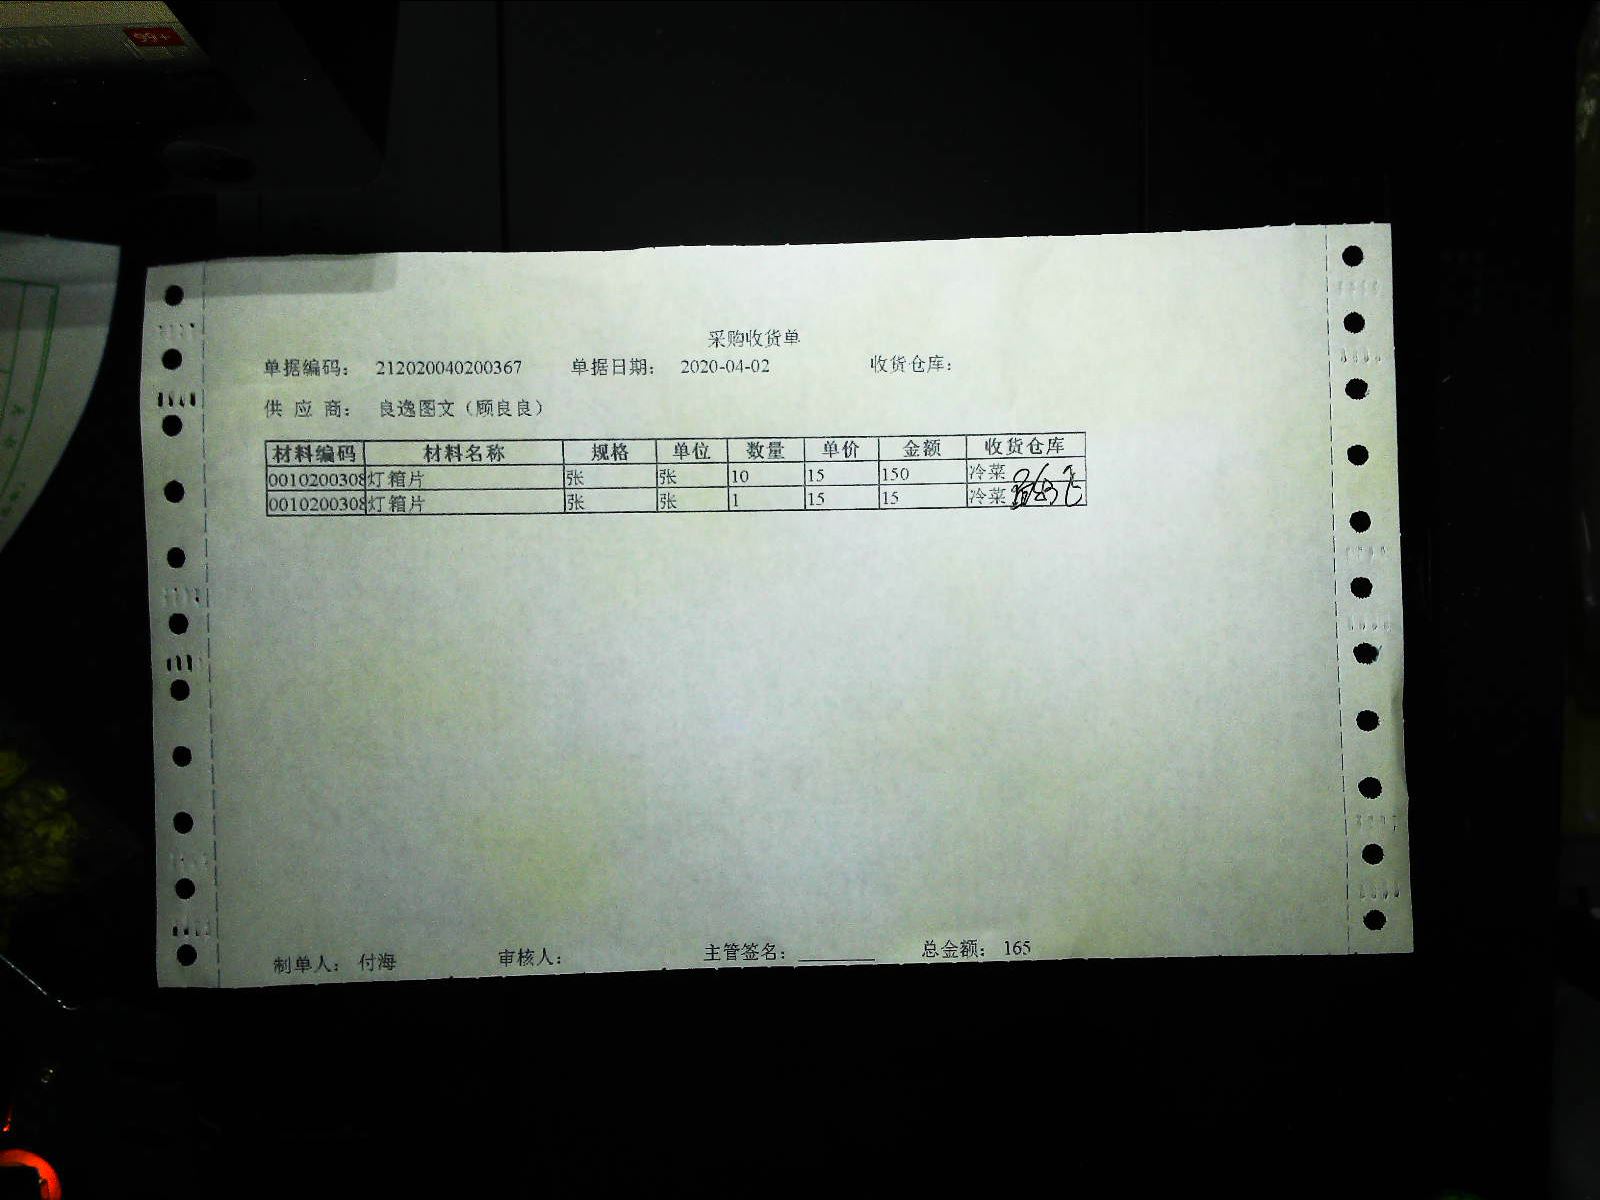 99+
采购收货单
单据编码： 212020040200367 单据日期： 2020-04-02 收货仓库：
供 应 商： 良逸图文（顾良良）
材料编码 材料名称 规格 单位 数量 单价 金额 收货仓库
0010200308 灯箱片 张 张 10 15 150 冷菜
0010200308 灯箱片 张 张 1 15 15 冷菜
制单人： 付海 审核人： 主管签名： 总金额： 165